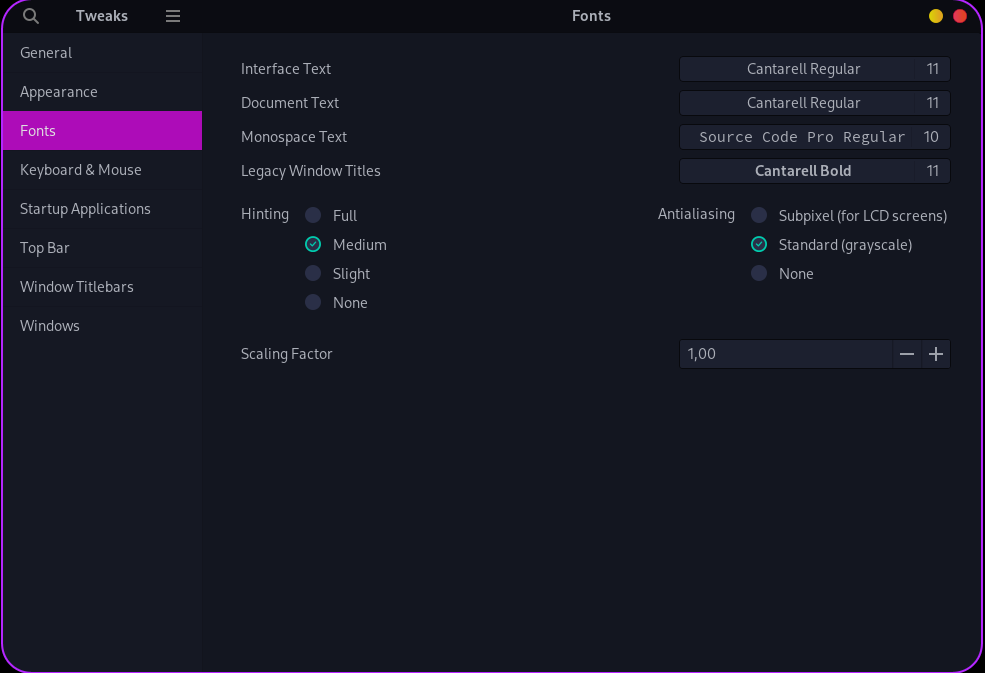 Tweaks
Fonts
General
Appearance
Fonts
Keyboard & Mouse
Startup Applications
Top Bar
Window Titlebars
Windows
Interface Text Cantarell Regular 11
Document Text Cantarell Regular 11
Monospace Text Source Code Pro Regular 10
Legacy Window Titles Cantarell Bold 11
Hinting
Full
Medium
Slight
None
Antialiasing
Subpixel (for LCD screens)
Standard (grayscale)
None
Scaling Factor 1,00